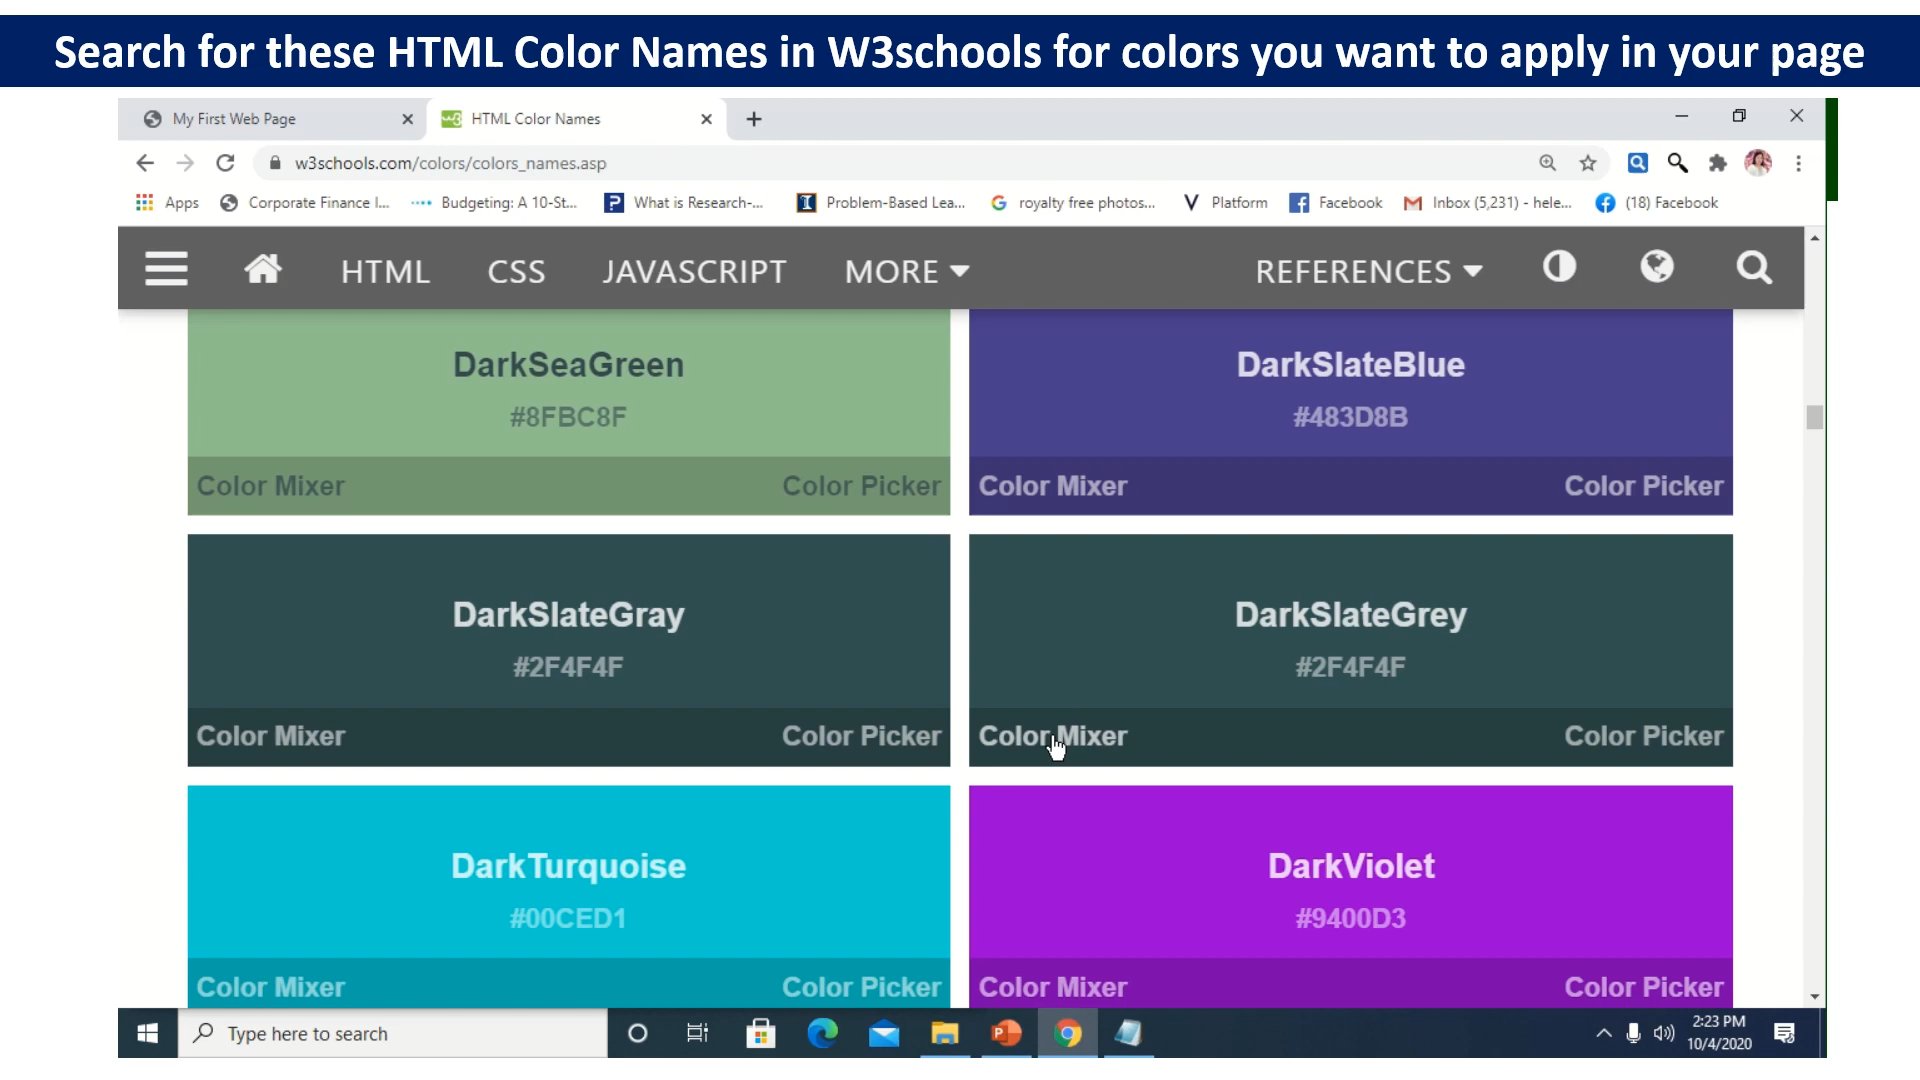 Search for these HTML Color Names in W3schools for colors you want to apply in your page
My First Web Page
HTML Color Names
w3schools.com/colors/colors_names.asp
Apps Corporate Finance I... Budgeting: A 10-St... What is Research-... Problem-Based Lea... royalty free photos... Platform Facebook Inbox (5,231) - hele... (18) Facebook
HTML CSS JAVASCRIPT MORE REFERENCES
DarkSeaGreen
#8FBC8F
Color Mixer Color Picker
DarkSlateBlue
#483D8B
Color Mixer Color Picker
DarkSlateGray
#2F4F4F
Color Mixer Color Picker
DarkSlateGrey
#2F4F4F
Color Mixer Color Picker
DarkTurquoise
#00CED1
Color Mixer Color Picker
DarkViolet
#9400D3
Color Mixer Color Picker
Type here to search
2:23 PM
10/4/2020